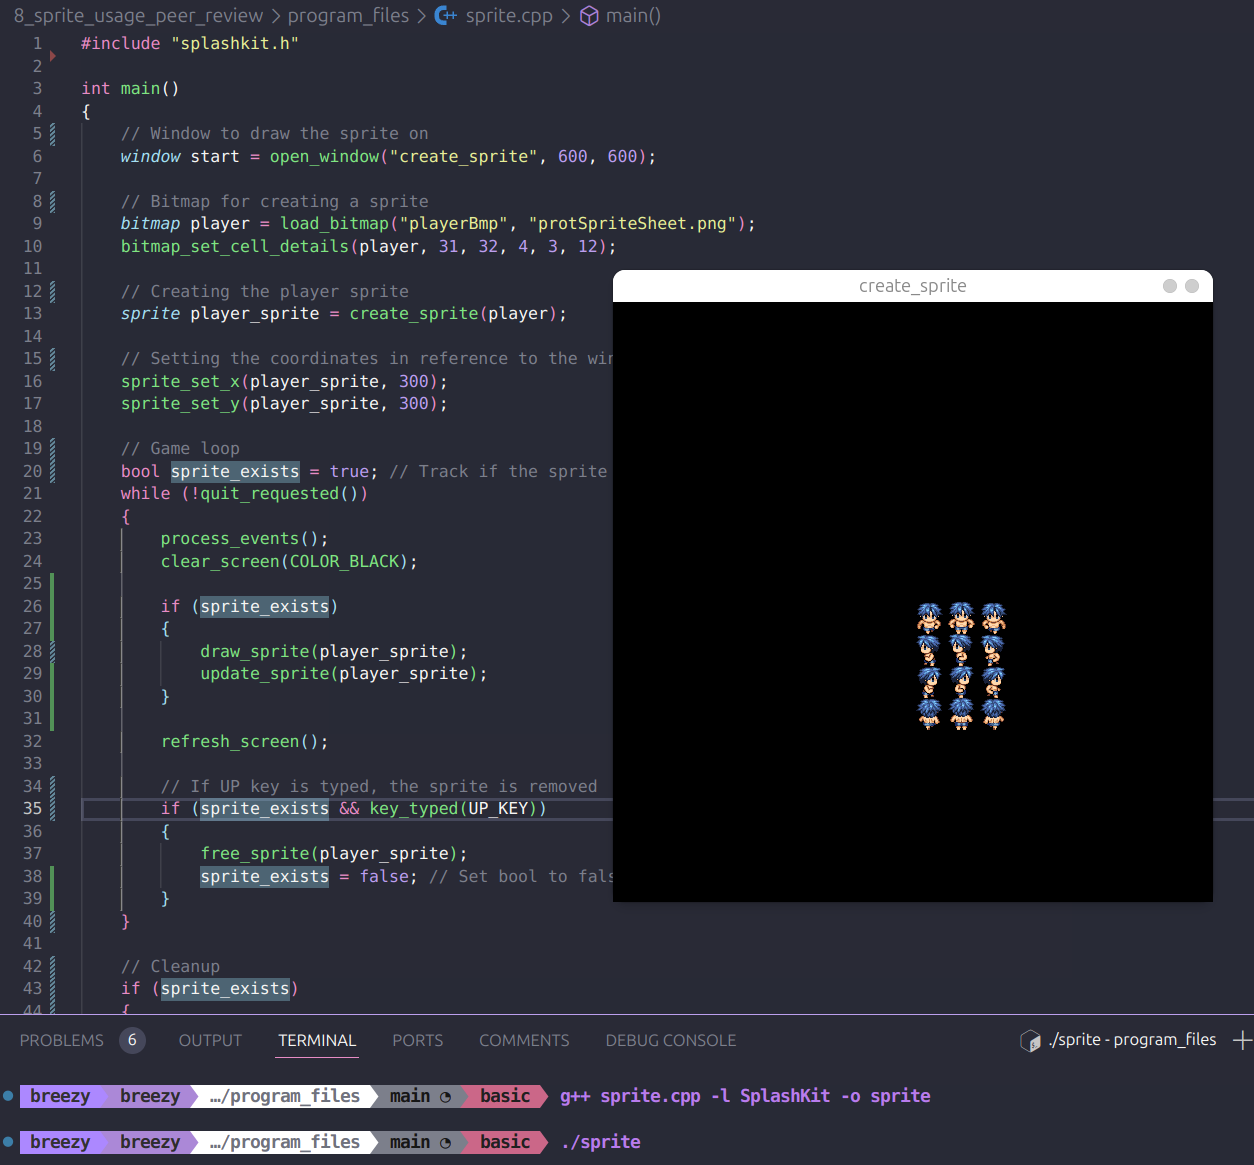 8_sprite_usage_peer_review > program_files > C++ sprite.cpp > main()
1 #include "splashkit.h"
2
3 int main()
4 {
5 // Window to draw the sprite on
6 window start = open_window("create_sprite", 600, 600);
7
8 // Bitmap for creating a sprite
9 bitmap player = load_bitmap("playerBmp", "protSpriteSheet.png");
10 bitmap_set_cell_details(player, 31, 32, 4, 3, 12);
11
12 // Creating the player sprite
13 sprite player_sprite = create_sprite(player);
14
15 // Setting the coordinates in reference to the win
16 sprite_set_x(player_sprite, 300);
17 sprite_set_y(player_sprite, 300);
18
19 // Game loop
20 bool sprite_exists = true; // Track if the sprite
21 while (!quit_requested())
22 {
23 process_events();
24 clear_screen(COLOR_BLACK);
25
26 if (sprite_exists)
27 {
28 draw_sprite(player_sprite);
29 update_sprite(player_sprite);
30 }
31
32 refresh_screen();
33
34 // If UP key is typed, the sprite is removed
35 if (sprite_exists && key_typed(UP_KEY))
36 {
37 free_sprite(player_sprite);
38 sprite_exists = false; // Set bool to fals
39 }
40 }
41
42 // Cleanup
43 if (sprite_exists)
44 {
create_sprite
PROBLEMS 6 OUTPUT TERMINAL PORTS COMMENTS DEBUG CONSOLE ./sprite - program_files
breezy breezy …/program_files main basic g++ sprite.cpp -l SplashKit -o sprite
breezy breezy …/program_files main basic ./sprite